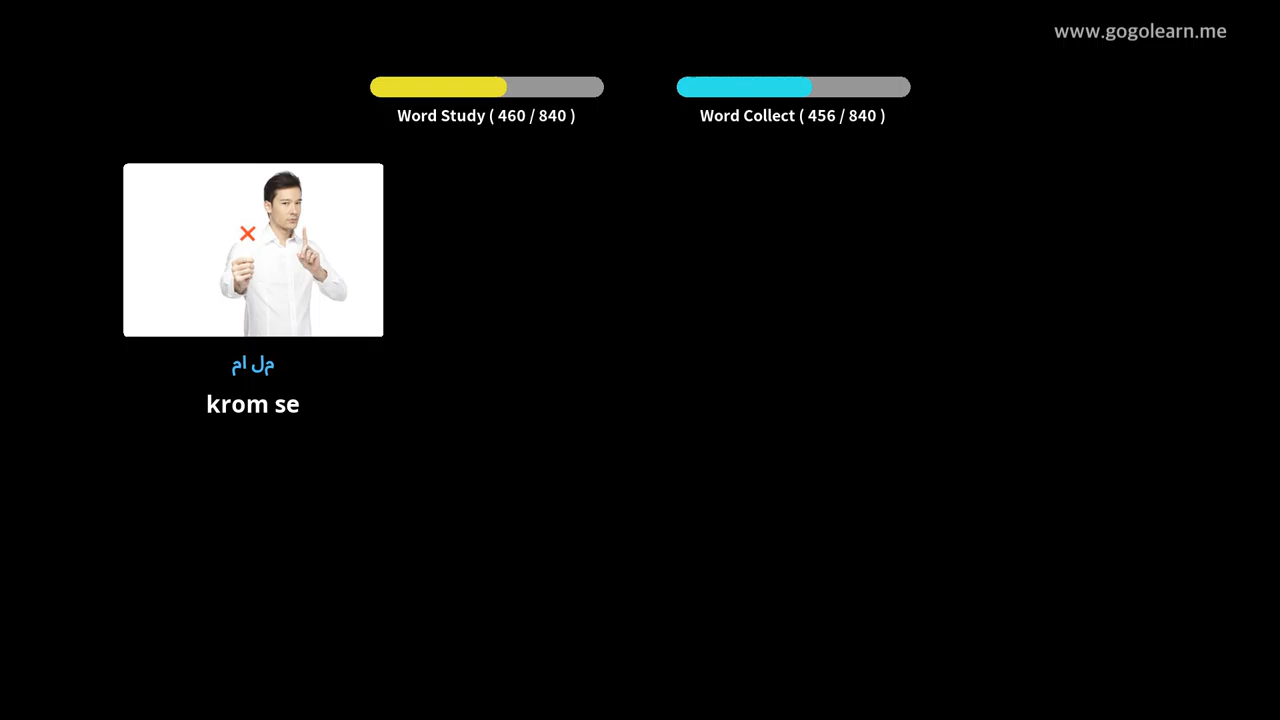 www.gogolearn.me
Word Study ( 460 / 840 )
Word Collect ( 456 / 840 )
ما لم
krom se